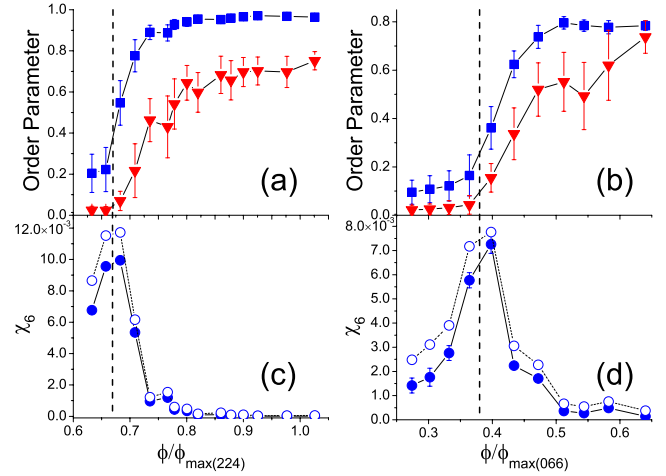 1.0
0.8
0.6
0.4
0.2
0.0
Order Parameter
(a)
0.8
0.6
0.4
0.2
0.0
Order Parameter
(b)
12.0×10⁻³
10.0
8.0
6.0
4.0
2.0
0.0
χ₆
(c)
0.6 0.7 0.8 0.9 1.0
ϕ/ϕmax(224)
8.0×10⁻³
7.0
6.0
5.0
4.0
3.0
2.0
1.0
0.0
χ₆
(d)
0.3 0.4 0.5 0.6
ϕ/ϕmax(066)